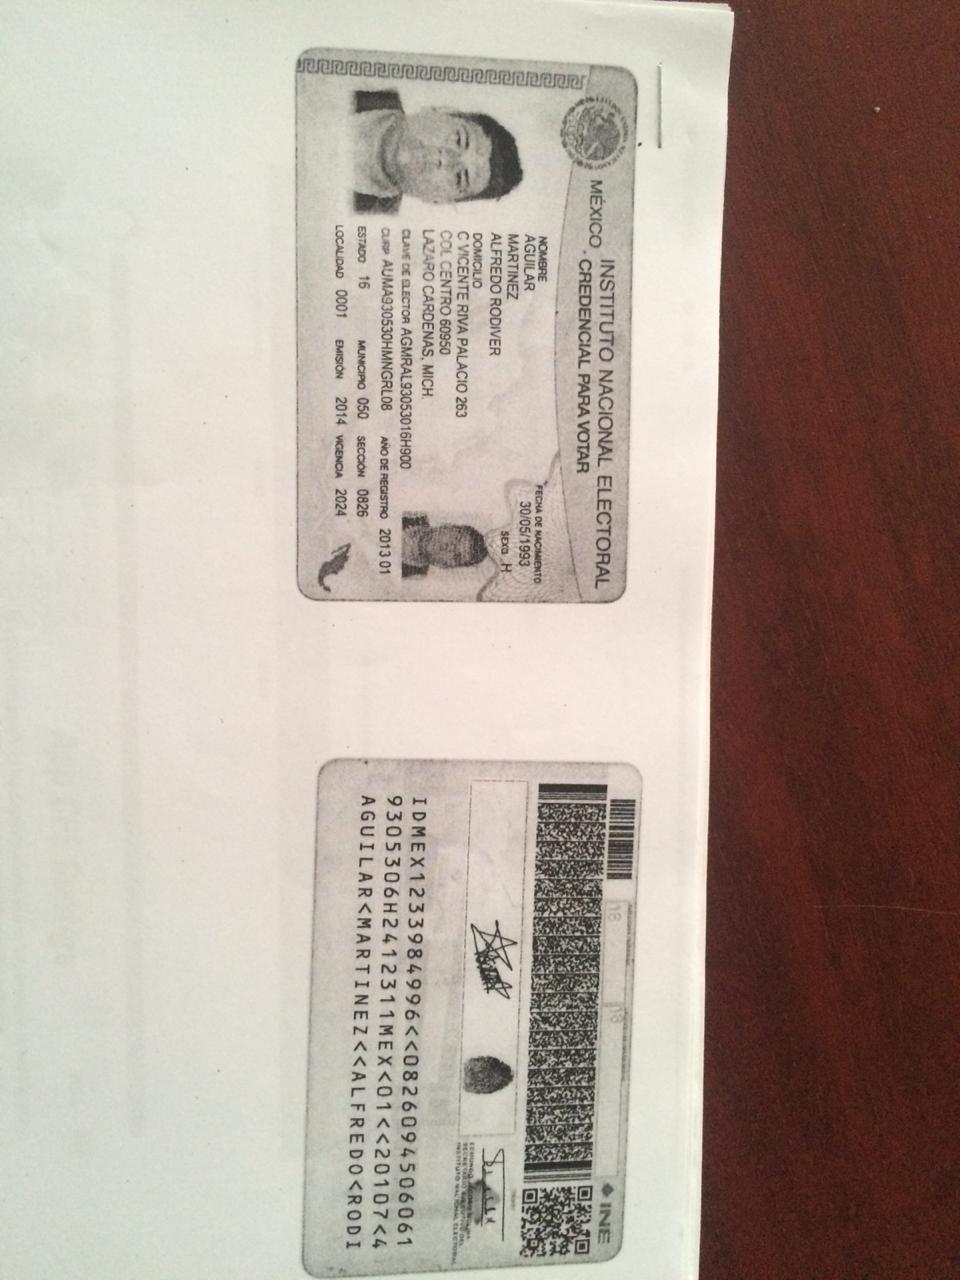 MÉXICO INSTITUTO NACIONAL ELECTORAL
CREDENCIAL PARA VOTAR
NOMBRE
AGUILAR
MARTINEZ
ALFREDO RODIVER
FECHA DE NACIMIENTO
30/05/1993
SEXO H
DOMICILIO
C VICENTE RIVA PALACIO 263
COL CENTRO 60950
LAZARO CARDENAS, MICH.
CLAVE DE ELECTOR AGMRAL93053016H900
CURP AUMA930530HMNGRL08 AÑO DE REGISTRO 2013 01
ESTADO 16 MUNICIPIO 050 SECCIÓN 0826
LOCALIDAD 0001 EMISIÓN 2014 VIGENCIA 2024
18
INE
EDMUNDO JACOBO MOLINA
SECRETARIO EJECUTIVO DEL
INSTITUTO NACIONAL ELECTORAL
IDMEX1233984996<<0826094506061
9305306H2412311MEX<01<<20107<4
AGUILAR<MARTINEZ<<ALFREDO<RODI